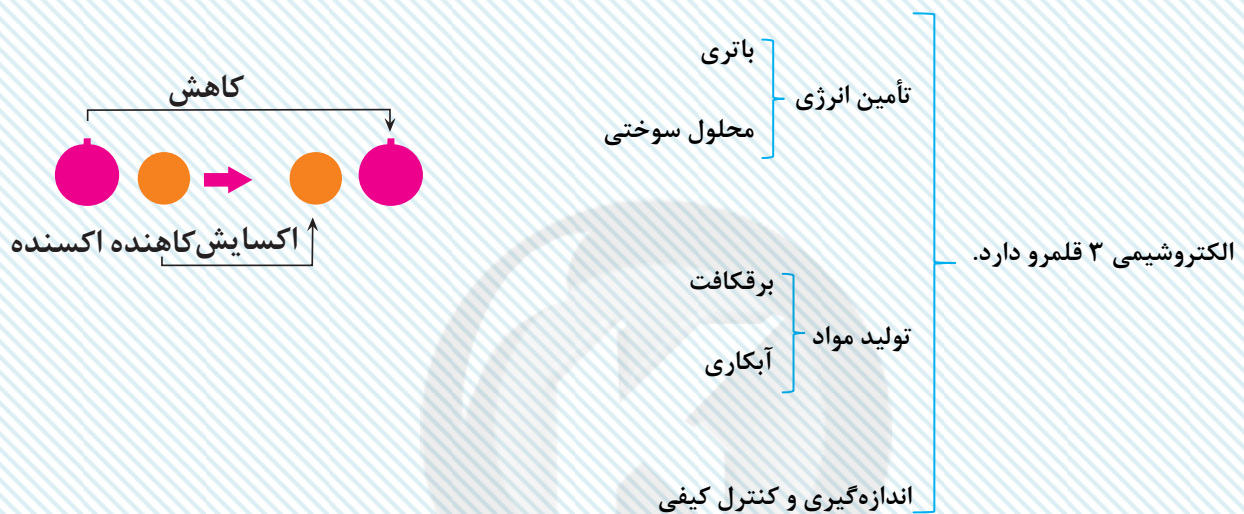 الکتروشیمی ۳ قلمرو دارد.
تأمین انرژی
باتری
محلول سوختی
تولید مواد
برقکافت
آبکاری
اندازه‌گیری و کنترل کیفی
کاهش
اکسایش کاهنده اکسنده